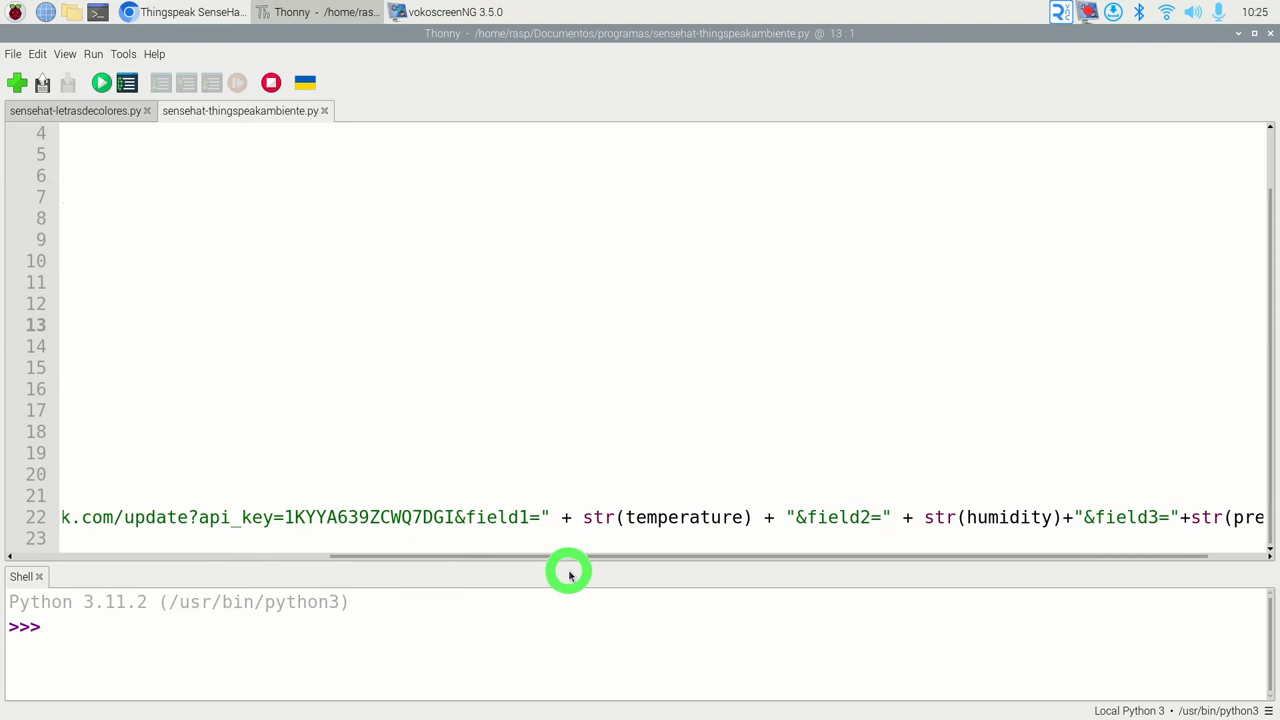 Thingspeak SenseHa...
Thonny - /home/ras...
vokoscreenNG 3.5.0
10:25
Thonny - /home/rasp/Documentos/programas/sensehat-thingspeakambiente.py @ 13 : 1
File Edit View Run Tools Help
sensehat-letrasdecolores.py
sensehat-thingspeakambiente.py
4
5
6
7
8
9
10
11
12
13
14
15
16
17
18
19
20
21
22 k.com/update?api_key=1KYYA639ZCWQ7DGI&field1=" + str(temperature) + "&field2=" + str(humidity)+"&field3="+str(pre
23
Shell
Python 3.11.2 (/usr/bin/python3)
>>>
Local Python 3 • /usr/bin/python3 ☰